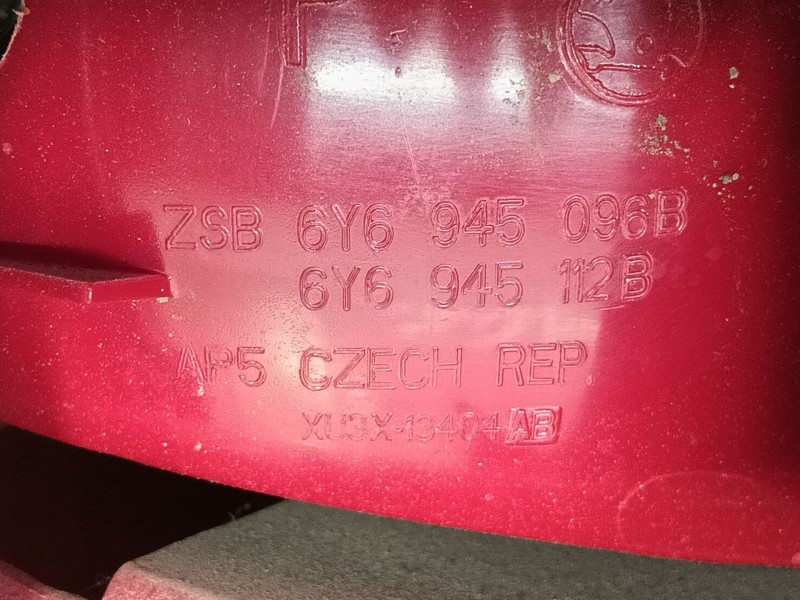 ZSB 6Y6 945 096B
6Y6 945 112B
AP5 CZECH REP.
XU3X-13404 AB